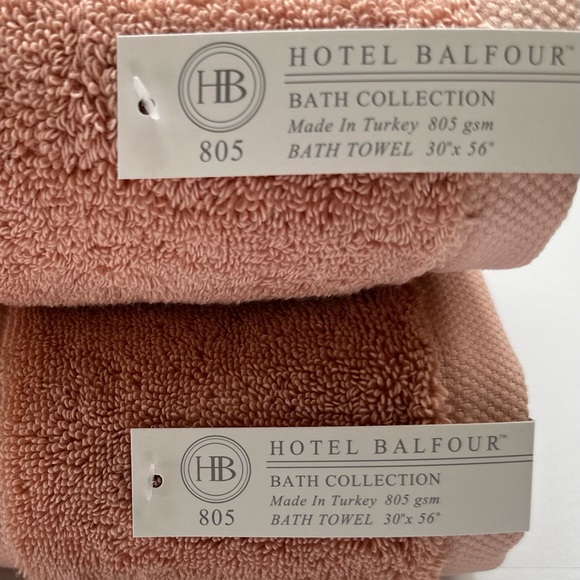 HB
805
HOTEL BALFOUR™
BATH COLLECTION
Made In Turkey 805 gsm
BATH TOWEL 30"x 56"
HB
805
HOTEL BALFOUR™
BATH COLLECTION
Made In Turkey 805 gsm
BATH TOWEL 30"x 56"